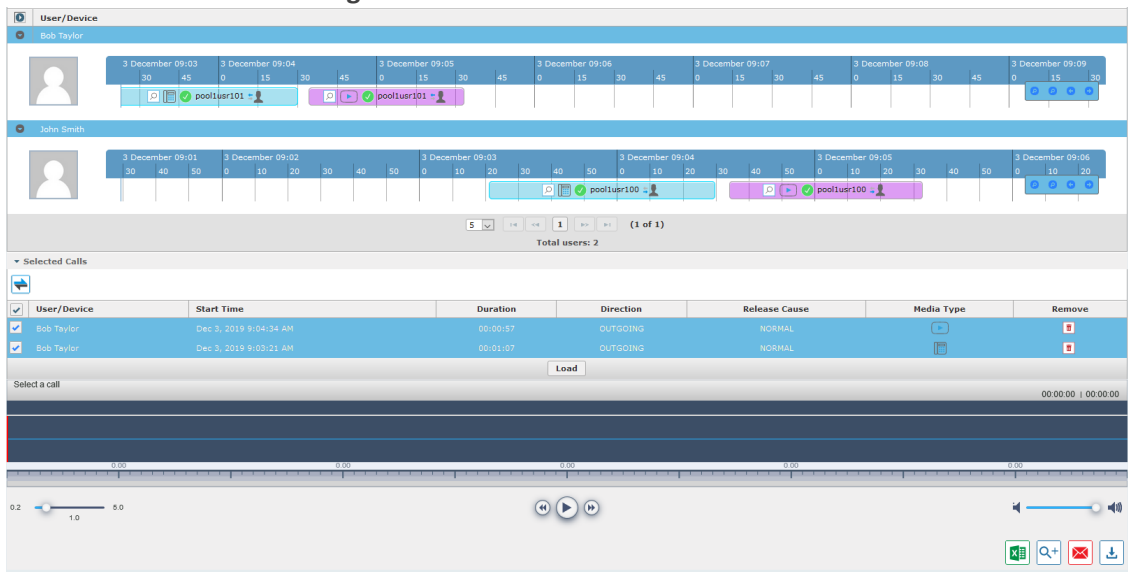 User/Device
Bob Taylor
3 December 09:03 3 December 09:04 3 December 09:05 3 December 09:06 3 December 09:07 3 December 09:08 3 December 09:09
30 45 0 15 30 45 0 15 30 45 0 15 30 45 0 15 30 45 0 15 30 45 0 15 30
pool1usr101 pool1usr101
John Smith
3 December 09:01 3 December 09:02 3 December 09:03 3 December 09:04 3 December 09:05 3 December 09:06
30 40 50 0 10 20 30 40 50 0 10 20 30 40 50 0 10 20 30 40 50 0 10 20 30 40 50 0 10 20
pool1usr100 pool1usr100
5 1 (1 of 1)
Total users: 2
Selected Calls
User/Device Start Time Duration Direction Release Cause Media Type Remove
Bob Taylor Dec 3, 2019 9:04:34 AM 00:00:57 OUTGOING NORMAL
Bob Taylor Dec 3, 2019 9:03:21 AM 00:01:07 OUTGOING NORMAL
Load
Select a call
00:00:00 | 00:00:00
0.00 0.00 0.00 0.00 0.00
0.2 5.0
1.0